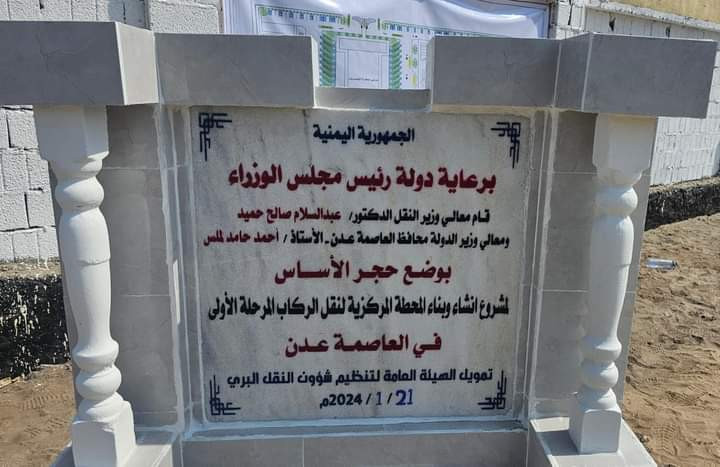 الجمهورية اليمنية
برعاية دولة رئيس مجلس الوزراء
قام معالي وزير النقل الدكتور/ عبدالسلام صالح حميد
ومعالي وزير الدولة محافظ العاصمة عدن - الأستاذ / أحمد حامد لملس
بوضع حجر الأساس
لمشروع انشاء وبناء المحطة المركزية لنقل الركاب المرحلة الأولى
في العاصمة عدن
تمويل الهيئة العامة لتنظيم شؤون النقل البري
21 / 1 / 2024م